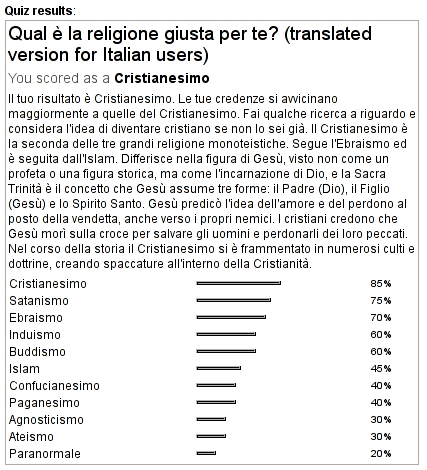 Quiz results:
Qual è la religione giusta per te? (translated
version for Italian users)
You scored as a Cristianesimo
Il tuo risultato è Cristianesimo. Le tue credenze si avvicinano
maggiormente a quelle del Cristianesimo. Fai qualche ricerca a riguardo e
considera l'idea di diventare cristiano se non lo sei già. Il Cristianesimo è
la seconda delle tre grandi religione monoteistiche. Segue l'Ebraismo ed
è seguita dall'Islam. Differisce nella figura di Gesù, visto non come un
profeta o una figura storica, ma come l'incarnazione di Dio, e la Sacra
Trinità è il concetto che Gesù assume tre forme: il Padre (Dio), il Figlio
(Gesù) e lo Spirito Santo. Gesù predicò l'idea dell'amore e del perdono al
posto della vendetta, anche verso i propri nemici. I cristiani credono che
Gesù morì sulla croce per salvare gli uomini e perdonarli dei loro peccati.
Nel corso della storia il Cristianesimo si è frammentato in numerosi culti e
dottrine, creando spaccature all'interno della Cristianità.
Cristianesimo 85%
Satanismo 75%
Ebraismo 70%
Induismo 60%
Buddismo 60%
Islam 45%
Confucianesimo 40%
Paganesimo 40%
Agnosticismo 30%
Ateismo 30%
Paranormale 20%